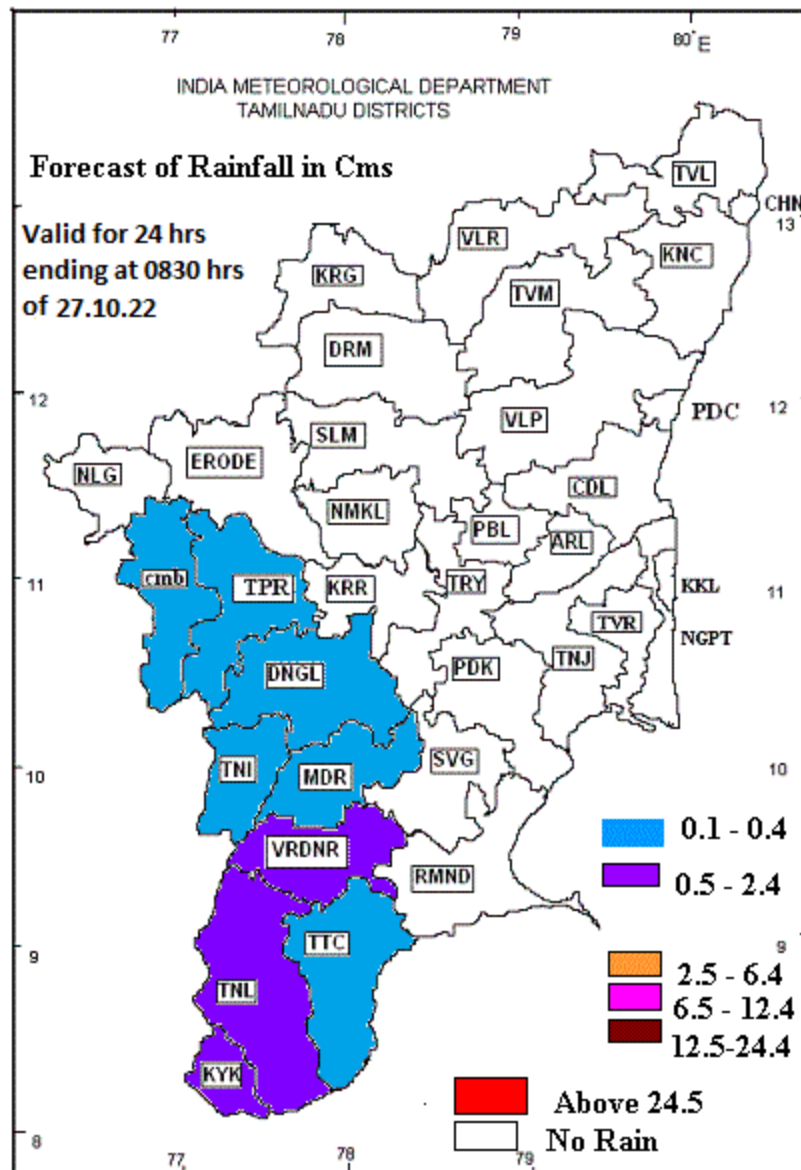 77 78 79 80°E
INDIA METEOROLOGICAL DEPARTMENT
TAMILNADU DISTRICTS
Forecast of Rainfall in Cms
Valid for 24 hrs
ending at 0830 hrs
of 27.10.22
TVL
CHN
13
VLR
KNC
KRG
TVM
DRM
12
12
PDC
VLP
SLM
ERODE
NLG
CDL
NMKL
PBL
ARL
11
cmb
TPR
KRR
TRY
KKL
11
TVR
NGPT
DNGL
PDK
TNJ
10
TNI
MDR
SVG
10
0.1 - 0.4
VRDNR
RMND
0.5 - 2.4
9
TTC
9
2.5 - 6.4
TNL
6.5 - 12.4
12.5-24.4
KYK
Above 24.5
No Rain
8
77 78 79